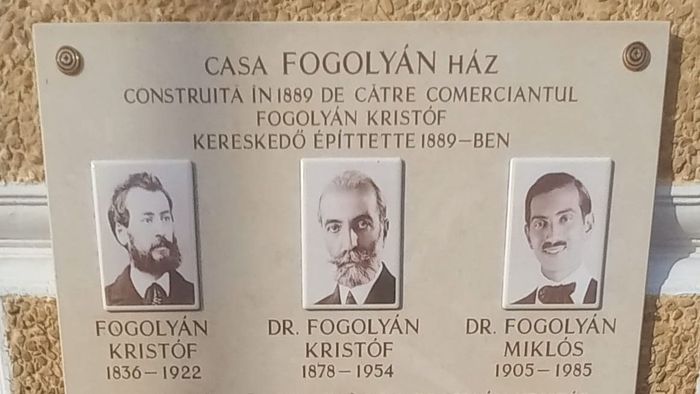 CASA FOGOLYÁN HÁZ
CONSTRUITĂ ÎN 1889 DE CĂTRE COMERCIANTUL
FOGOLYÁN KRISTÓF
KERESKEDŐ ÉPÍTTETTE 1889-BEN
FOGOLYÁN
KRISTÓF
1836-1922
DR. FOGOLYÁN
KRISTÓF
1878-1954
DR. FOGOLYÁN
MIKLÓS
1905-1985